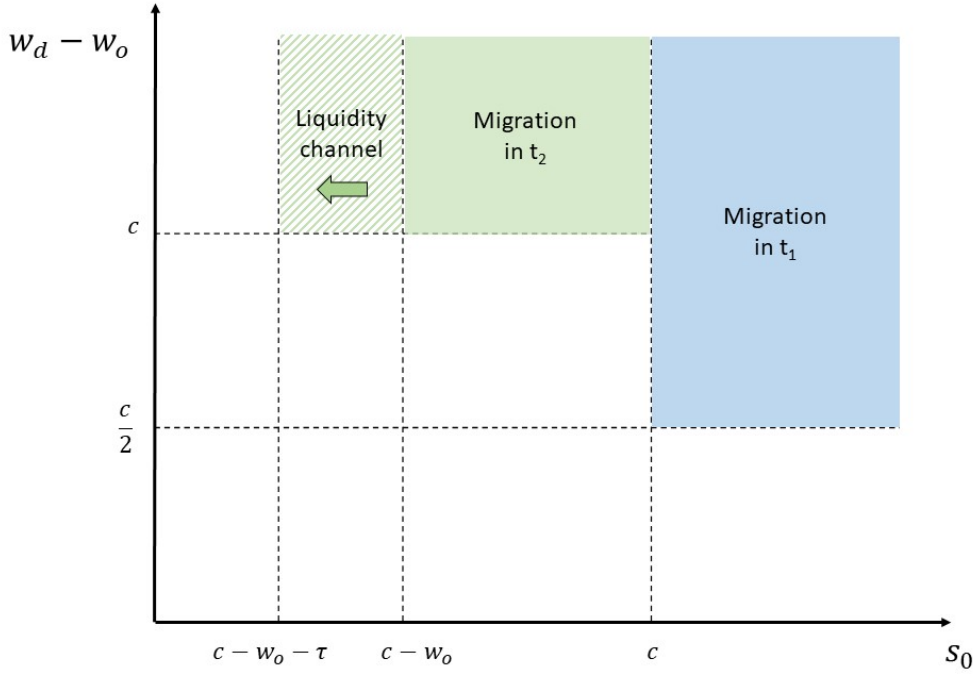 w_d − w_o
Liquidity
channel
Migration
in t₂
Migration
in t₁
c
c/2
c − w_o − τ
c − w_o
c
s₀